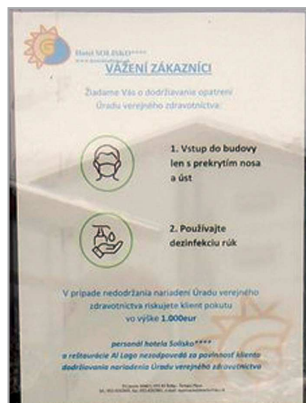 Hotel SOLISKO****
VÁŽENÍ ZÁKAZNÍCI
Žiadame Vás o dodržiavanie opatrení
Úradu verejného zdravotníctva:
1. Vstup do budovy
len s prekrytím nosa
a úst
2. Používajte
dezinfekciu rúk
V prípade nedodržania nariadení Úradu verejného
zdravotníctva riskujete klient pokutu
vo výške 1.000eur
personál hotela Solisko****
a reštaurácie Al Lago nezodpovedá za povinnosť klienta
dodržiavania nariadenia Úradu verejného zdravotníctva